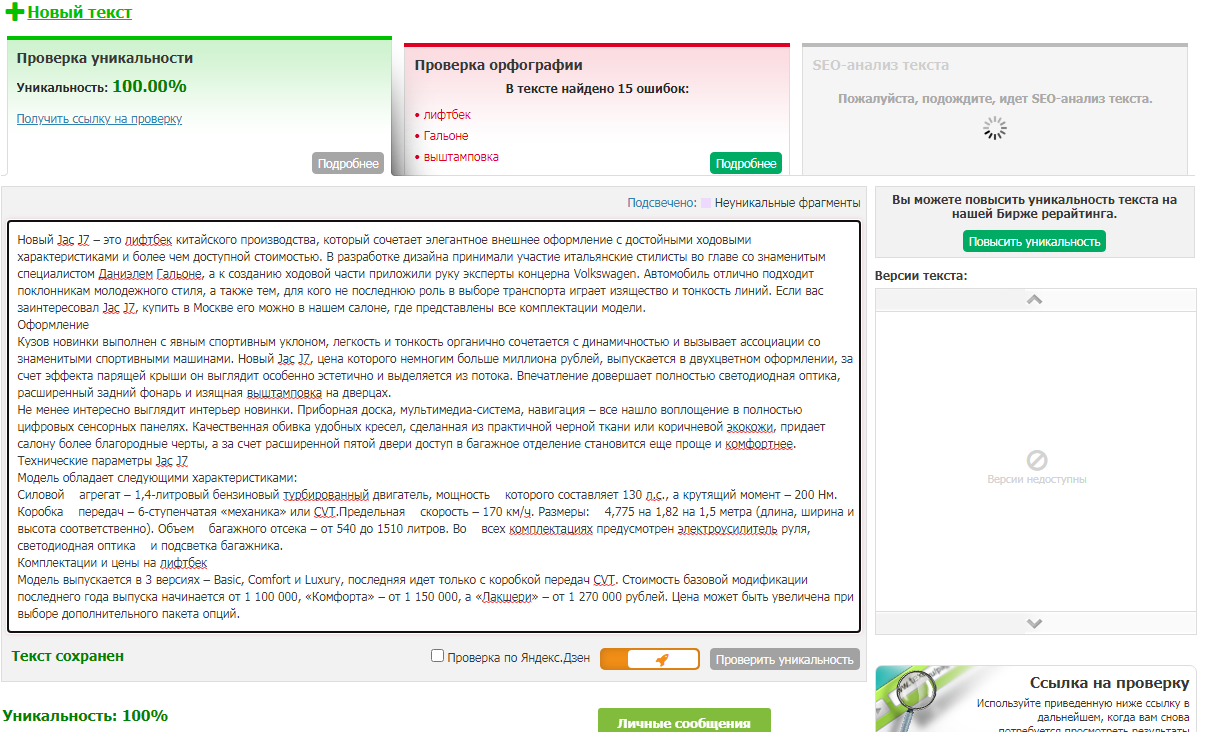 Новый текст
Проверка уникальности
Уникальность: 100.00%
Получить ссылку на проверку
Подробнее
Проверка орфографии
В тексте найдено 15 ошибок:
• лифтбек
• Гальоне
• выштамповка
Подробнее
SEO-анализ текста
Пожалуйста, подождите, идет SEO-анализ текста.
Подсвечено: Неуникальные фрагменты
Новый Jac J7 – это лифтбек китайского производства, который сочетает элегантное внешнее оформление с достойными ходовыми
характеристиками и более чем доступной стоимостью. В разработке дизайна принимали участие итальянские стилисты во главе со знаменитым
специалистом Даниэлем Гальоне, а к созданию ходовой части приложили руку эксперты концерна Volkswagen. Автомобиль отлично подходит
поклонникам молодежного стиля, а также тем, для кого не последнюю роль в выборе транспорта играет изящество и тонкость линий. Если вас
заинтересовал Jac J7, купить в Москве его можно в нашем салоне, где представлены все комплектации модели.
Оформление
Кузов новинки выполнен с явным спортивным уклоном, легкость и тонкость органично сочетается с динамичностью и вызывает ассоциации со
знаменитыми спортивными машинами. Новый Jac J7, цена которого немногим больше миллиона рублей, выпускается в двухцветном оформлении, за
счет эффекта парящей крыши он выглядит особенно эстетично и выделяется из потока. Впечатление довершает полностью светодиодная оптика,
расширенный задний фонарь и изящная выштамповка на дверцах.
Не менее интересно выглядит интерьер новинки. Приборная доска, мультимедиа-система, навигация – все нашло воплощение в полностью
цифровых сенсорных панелях. Качественная обивка удобных кресел, сделанная из практичной черной ткани или коричневой экокожи, придает
салону более благородные черты, а за счет расширенной пятой двери доступ в багажное отделение становится еще проще и комфортнее.
Технические параметры Jac J7
Модель обладает следующими характеристиками:
Силовой агрегат – 1,4-литровый бензиновый турбированный двигатель, мощность которого составляет 130 л.с., а крутящий момент – 200 Нм.
Коробка передач – 6-ступенчатая «механика» или CVT.Предельная скорость – 170 км/ч. Размеры: 4,775 на 1,82 на 1,5 метра (длина, ширина и
высота соответственно). Объем багажного отсека – от 540 до 1510 литров. Во всех комплектациях предусмотрен электроусилитель руля,
светодиодная оптика и подсветка багажника.
Комплектации и цены на лифтбек
Модель выпускается в 3 версиях – Basic, Comfort и Luxury, последняя идет только с коробкой передач CVT. Стоимость базовой модификации
последнего года выпуска начинается от 1 100 000, «Комфорта» – от 1 150 000, а «Лакшери» – от 1 270 000 рублей. Цена может быть увеличена при
выборе дополнительного пакета опций.
Текст сохранен
Проверка по Яндекс.Дзен
Проверить уникальность
Уникальность: 100%
Личные сообщения
Вы можете повысить уникальность текста на
нашей Бирже рерайтинга.
Повысить уникальность
Версии текста:
Версии недоступны
Ссылка на проверку
Используйте приведенную ниже ссылку в
дальнейшем, когда вам снова
потребуется просмотреть результаты